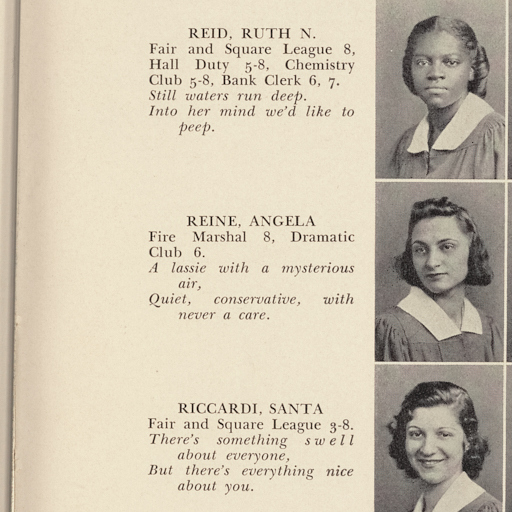 REID, RUTH N.
Fair and Square League 8,
Hall Duty 5-8, Chemistry
Club 5-8, Bank Clerk 6, 7.
Still waters run deep.
Into her mind we'd like to
peep.
REINE, ANGELA
Fire Marshal 8, Dramatic
Club 6.
A lassie with a mysterious
air,
Quiet, conservative, with
never a care.
RICCARDI, SANTA
Fair and Square League 3-8.
There's something swell
about everyone,
But there's everything nice
about you.